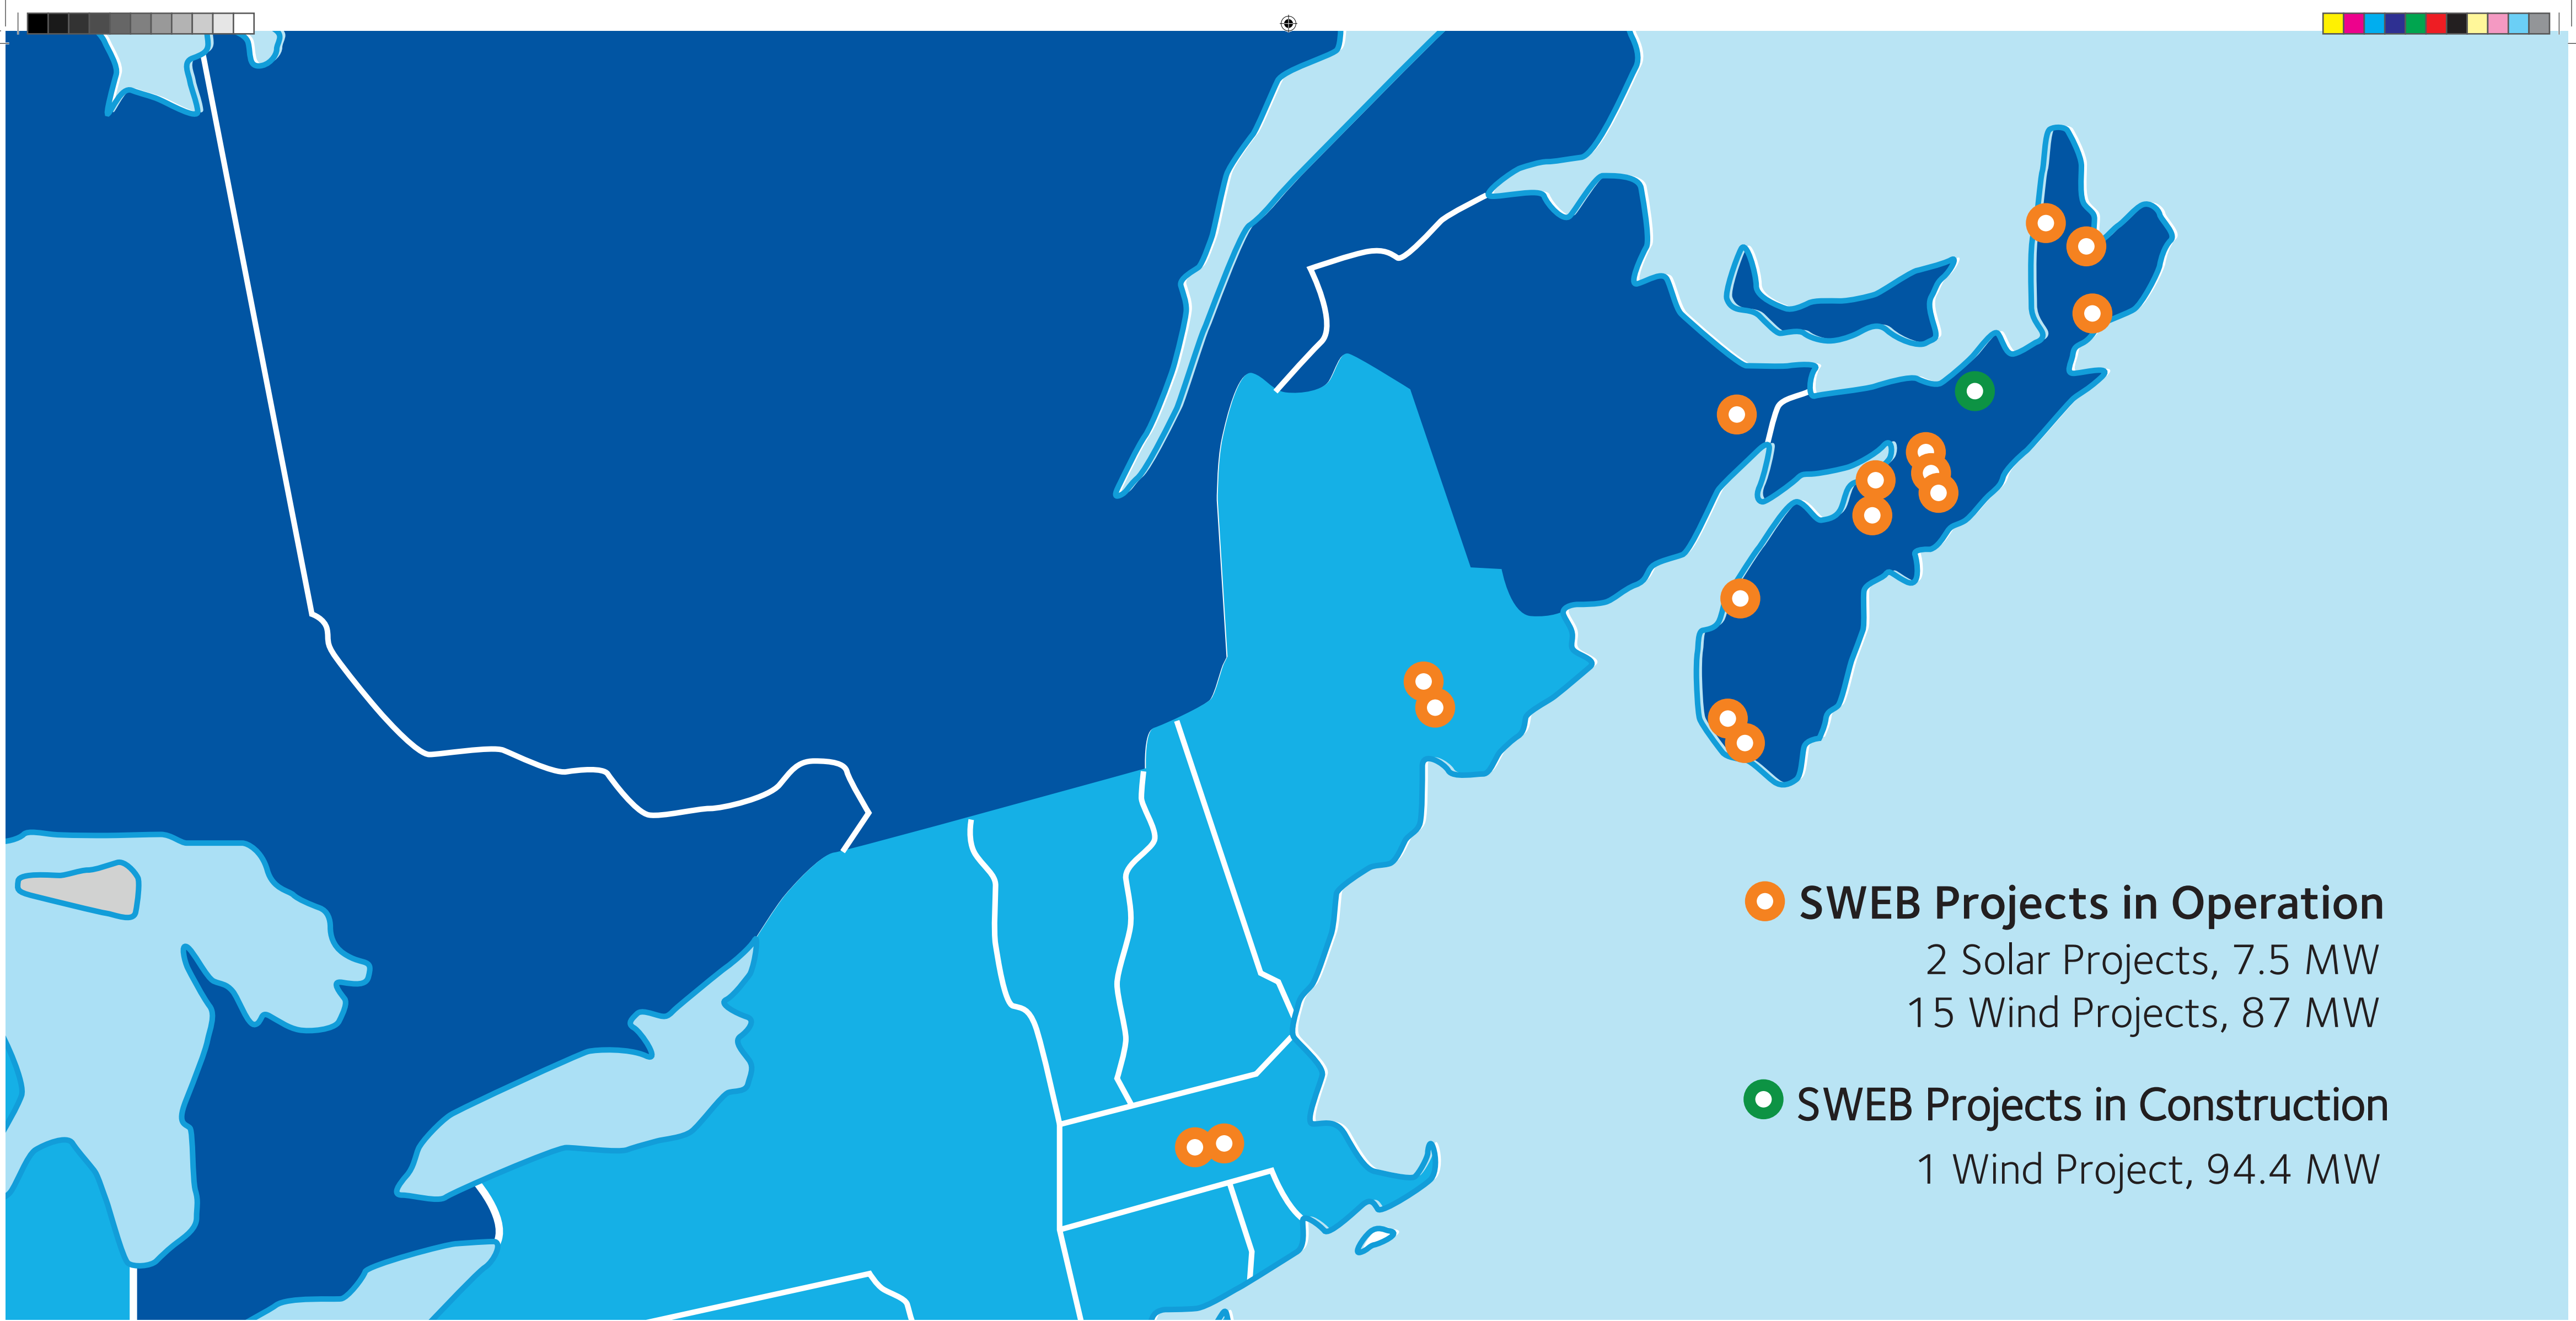 SWEB Projects in Operation
2 Solar Projects, 7.5 MW
15 Wind Projects, 87 MW
SWEB Projects in Construction
1 Wind Project, 94.4 MW